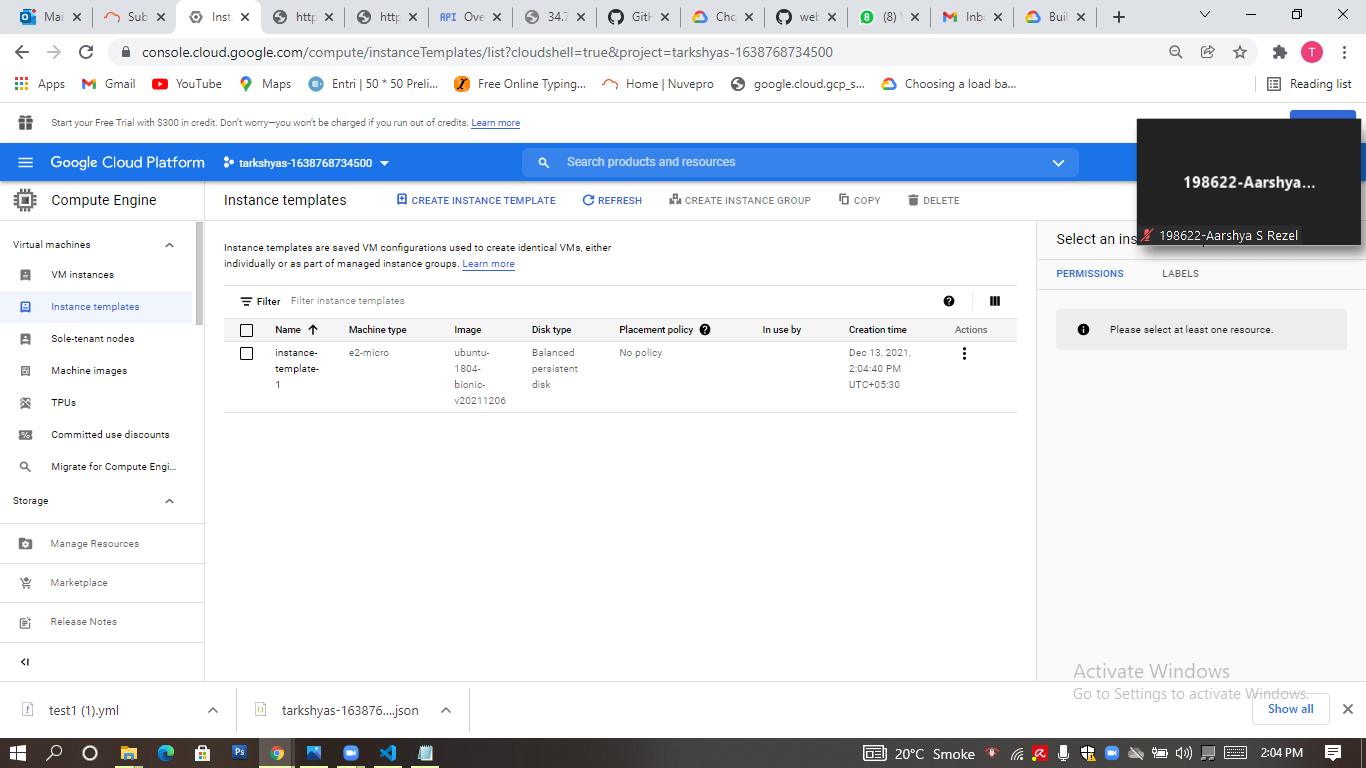 Mai
Sub
Inst
http
http
API Ove
34.7
Gith
Cho
web
8 (8)
Inb
Buil
console.cloud.google.com/compute/instanceTemplates/list?cloudshell=true&project=tarkshyas-1638768734500
T
Apps
Gmail
YouTube
Maps
Entri | 50 * 50 Preli...
Free Online Typing...
Home | Nuvepro
google.cloud.gcp_s...
Choosing a load ba...
Reading list
Start your Free Trial with $300 in credit. Don't worry—you won't be charged if you run out of credits. Learn more
Google Cloud Platform
tarkshyas-1638768734500
Search products and resources
198622-Aarshya...
198622-Aarshya S Rezel
Compute Engine
Instance templates
CREATE INSTANCE TEMPLATE
REFRESH
CREATE INSTANCE GROUP
COPY
DELETE
Virtual machines
VM instances
Instance templates
Sole-tenant nodes
Machine images
TPUs
Committed use discounts
Migrate for Compute Engi...
Storage
Manage Resources
Marketplace
Release Notes
Instance templates are saved VM configurations used to create identical VMs, either
individually or as part of managed instance groups. Learn more
Filter Filter instance templates
Name
Machine type
Image
Disk type
Placement policy
In use by
Creation time
Actions
instance-
template-
1
e2-micro
ubuntu-
1804-
bionic-
v20211206
Balanced
persistent
disk
No policy
Dec 13, 2021,
2:04:40 PM
UTC+05:30
Select an ins
PERMISSIONS
LABELS
Please select at least one resource.
Activate Windows
Go to Settings to activate Windows.
test1 (1).yml
tarkshyas-163876....json
Show all
Ps
20°C Smoke
2:04 PM